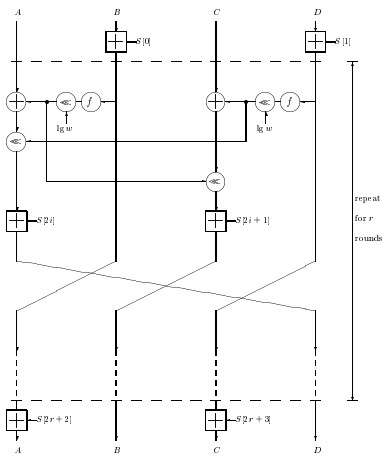 A B C D
S[0] S[1]
≪ f ≪ f
lg w lg w
≪
≪
repeat
for r
rounds
S[2i] S[2i + 1]
S[2r + 2] S[2r + 3]
A B C D